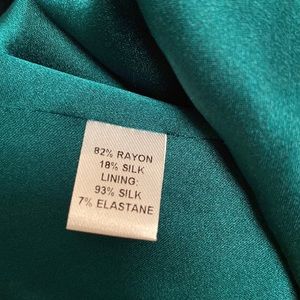 82% RAYON
18% SILK
LINING:
93% SILK
7% ELASTANE